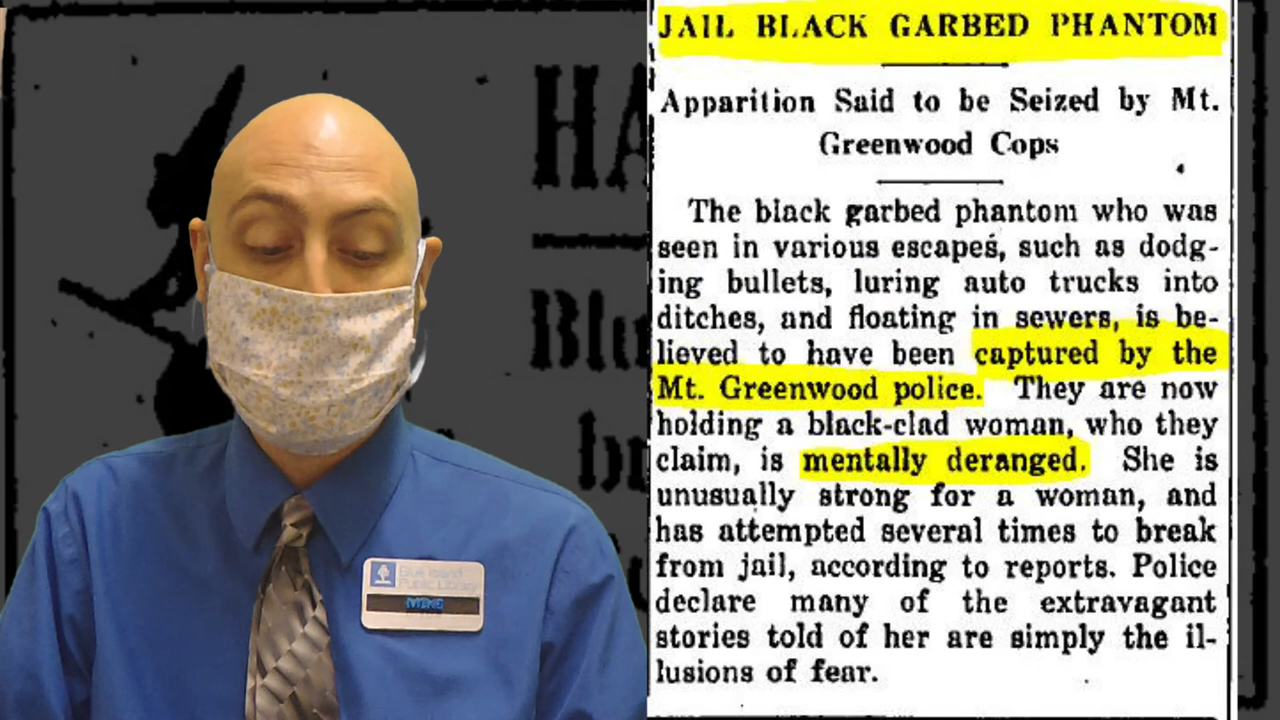 JAIL BLACK GARBED PHANTOM
Apparition Said to be Seized by Mt.
Greenwood Cops
The black garbed phantom who was
seen in various escapes, such as dodg-
ing bullets, luring auto trucks into
ditches, and floating in sewers, is be-
lieved to have been captured by the
Mt. Greenwood police. They are now
holding a black-clad woman, who they
claim, is mentally deranged. She is
unusually strong for a woman, and
has attempted several times to break
from jail, according to reports. Police
declare many of the extravagant
stories told of her are simply the il-
lusions of fear.
HA
Blu
Blue Island
Public Library
MIKE